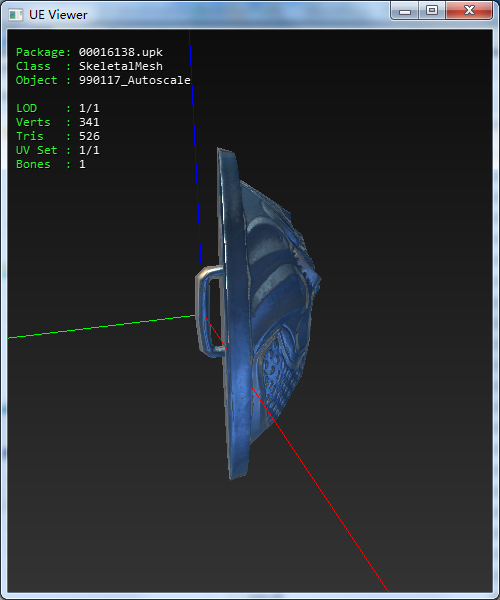 UE Viewer
Package: 00016138.upk
Class  : SkeletalMesh
Object : 990117_Autoscale
LOD     : 1/1
Verts  : 341
Tris   : 526
UV Set : 1/1
Bones  : 1